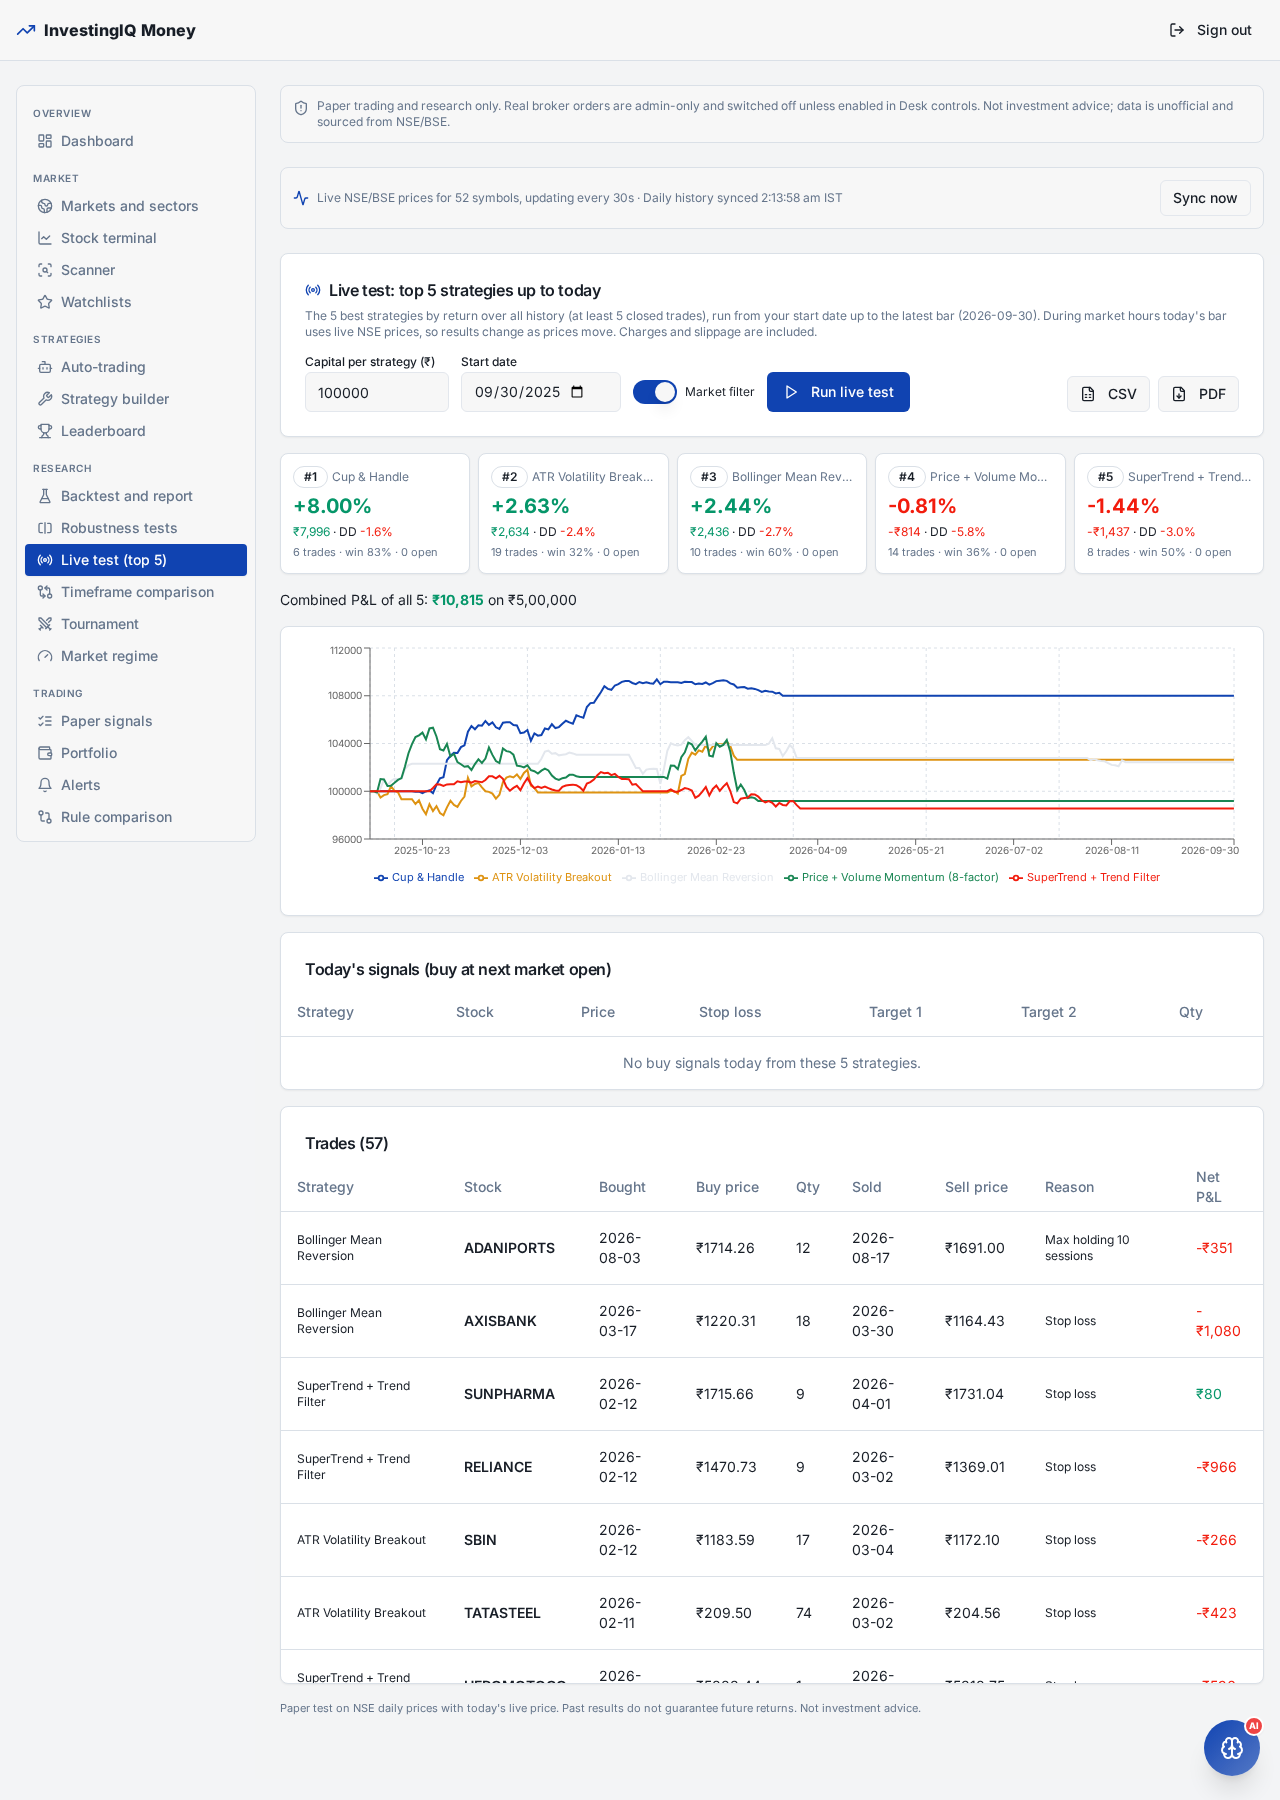 InvestingIQ Money
Sign out
OVERVIEW
Dashboard
MARKET
Markets and sectors
Stock terminal
Scanner
Watchlists
STRATEGIES
Auto-trading
Strategy builder
Leaderboard
RESEARCH
Backtest and report
Robustness tests
Live test (top 5)
Timeframe comparison
Tournament
Market regime
TRADING
Paper signals
Portfolio
Alerts
Rule comparison
Paper trading and research only. Real broker orders are admin-only and switched off unless enabled in Desk controls. Not investment advice; data is unofficial and
sourced from NSE/BSE.
Live NSE/BSE prices for 52 symbols, updating every 30s · Daily history synced 2:13:58 am IST
Sync now
Live test: top 5 strategies up to today
The 5 best strategies by return over all history (at least 5 closed trades), run from your start date up to the latest bar (2026-09-30). During market hours today's bar
uses live NSE prices, so results change as prices move. Charges and slippage are included.
Capital per strategy (₹)
Start date
100000
09/30/2025
Market filter
Run live test
CSV
PDF
#1 Cup & Handle
+8.00%
₹7,996 · DD -1.6%
6 trades · win 83% · 0 open
#2 ATR Volatility Break...
+2.63%
₹2,634 · DD -2.4%
19 trades · win 32% · 0 open
#3 Bollinger Mean Rev...
+2.44%
₹2,436 · DD -2.7%
10 trades · win 60% · 0 open
#4 Price + Volume Mo...
-0.81%
-₹814 · DD -5.8%
14 trades · win 36% · 0 open
#5 SuperTrend + Trend...
-1.44%
-₹1,437 · DD -3.0%
8 trades · win 50% · 0 open
Combined P&L of all 5: ₹10,815 on ₹5,00,000
112000
108000
104000
100000
96000
2025-10-23 2025-12-03 2026-01-13 2026-02-23 2026-04-09 2026-05-21 2026-07-02 2026-08-11 2026-09-30
Cup & Handle ATR Volatility Breakout Bollinger Mean Reversion Price + Volume Momentum (8-factor) SuperTrend + Trend Filter
Today's signals (buy at next market open)
Strategy Stock Price Stop loss Target 1 Target 2 Qty
No buy signals today from these 5 strategies.
Trades (57)
Strategy Stock Bought Buy price Qty Sold Sell price Reason Net P&L
Bollinger Mean Reversion ADANIPORTS 2026-08-03 ₹1714.26 12 2026-08-17 ₹1691.00 Max holding 10 sessions -₹351
Bollinger Mean Reversion AXISBANK 2026-03-17 ₹1220.31 18 2026-03-30 ₹1164.43 Stop loss -₹1,080
SuperTrend + Trend Filter SUNPHARMA 2026-02-12 ₹1715.66 9 2026-04-01 ₹1731.04 Stop loss ₹80
SuperTrend + Trend Filter RELIANCE 2026-02-12 ₹1470.73 9 2026-03-02 ₹1369.01 Stop loss -₹966
ATR Volatility Breakout SBIN 2026-02-12 ₹1183.59 17 2026-03-04 ₹1172.10 Stop loss -₹266
ATR Volatility Breakout TATASTEEL 2026-02-11 ₹209.50 74 2026-03-02 ₹204.56 Stop loss -₹423
SuperTrend + Trend 2026- 2026-
Paper test on NSE daily prices with today's live price. Past results do not guarantee future returns. Not investment advice.
AI